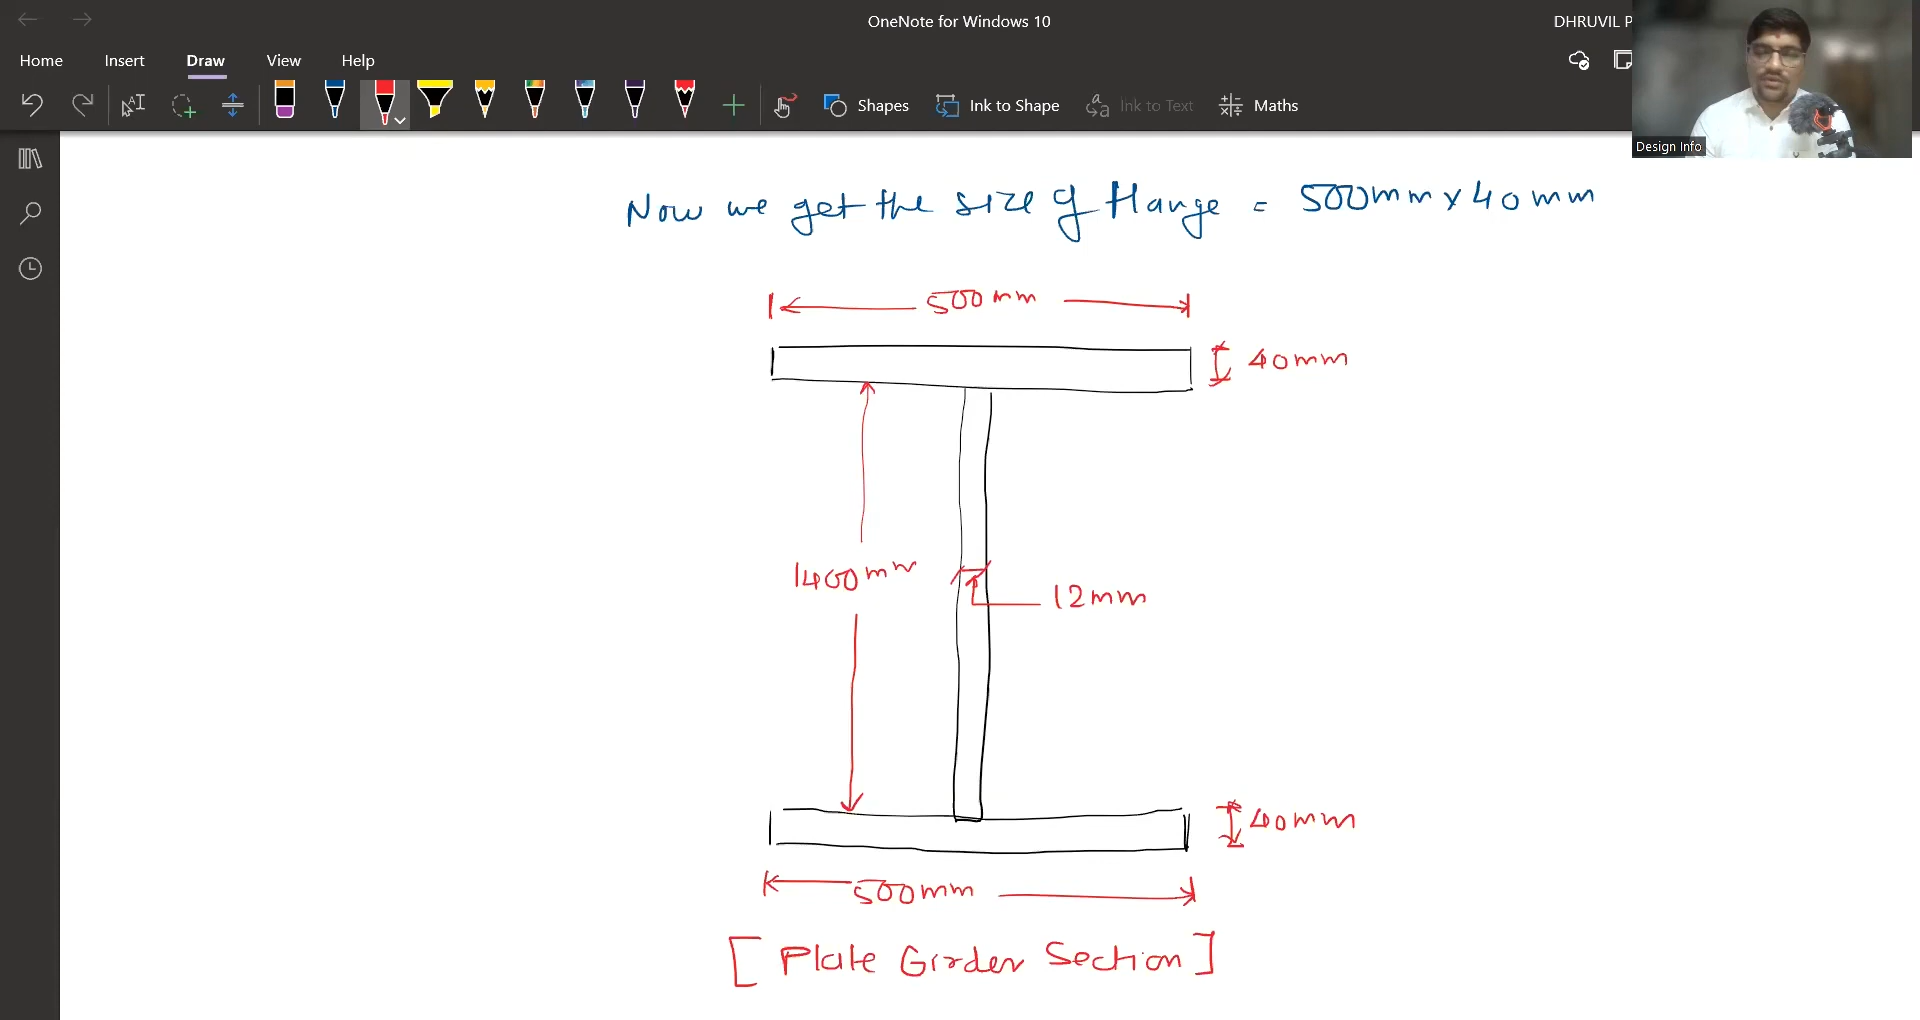 OneNote for Windows 10
DHRUVIL P
Home Insert Draw View Help
Shapes Ink to Shape Ink to Text Maths
Design Info
Now we get the size of flange = 500mm x 40mm
500mm
40mm
1400mm
12mm
40mm
500mm
[ Plate Girder Section ]